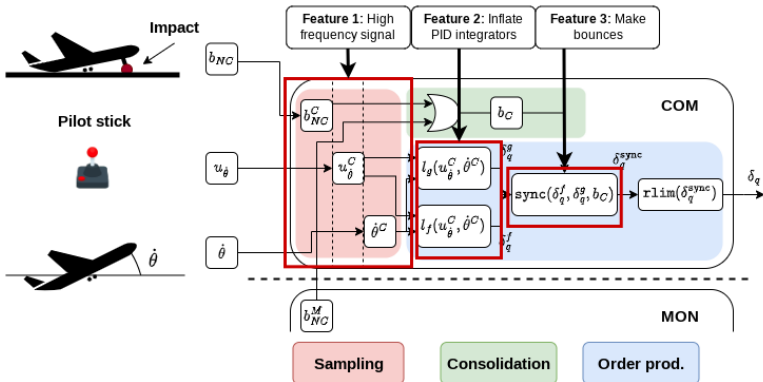 Feature 1: High
frequency signal
Feature 2: Inflate
PID integrators
Feature 3: Make
bounces
Impact
b_NC
COM
b^C_NC
b_C
Pilot stick
δ^g_q
δ^sync_q
l_g(u^C_θ̇, θ̇^C)
u_θ̇
u^C_θ̇
sync(δ^f_q, δ^g_q, b_C)
rlim(δ^sync_q)
δ_q
l_f(u^C_θ̇, θ̇^C)
θ̇^C
δ^f_q
θ̇
θ̇
b^M_NC
MON
Sampling
Consolidation
Order prod.